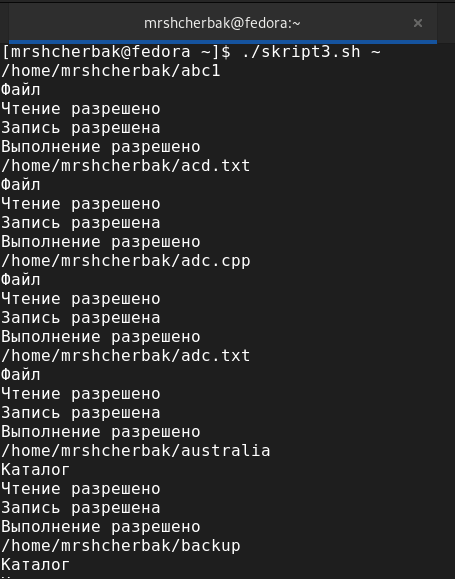 mrshcherbak@fedora:~
[mrshcherbak@fedora ~]$ ./skript3.sh ~
/home/mrshcherbak/abc1
Файл
Чтение разрешено
Запись разрешена
Выполнение разрешено
/home/mrshcherbak/acd.txt
Файл
Чтение разрешено
Запись разрешена
Выполнение разрешено
/home/mrshcherbak/adc.cpp
Файл
Чтение разрешено
Запись разрешена
Выполнение разрешено
/home/mrshcherbak/adc.txt
Файл
Чтение разрешено
Запись разрешена
Выполнение разрешено
/home/mrshcherbak/australia
Каталог
Чтение разрешено
Запись разрешена
Выполнение разрешено
/home/mrshcherbak/backup
Каталог